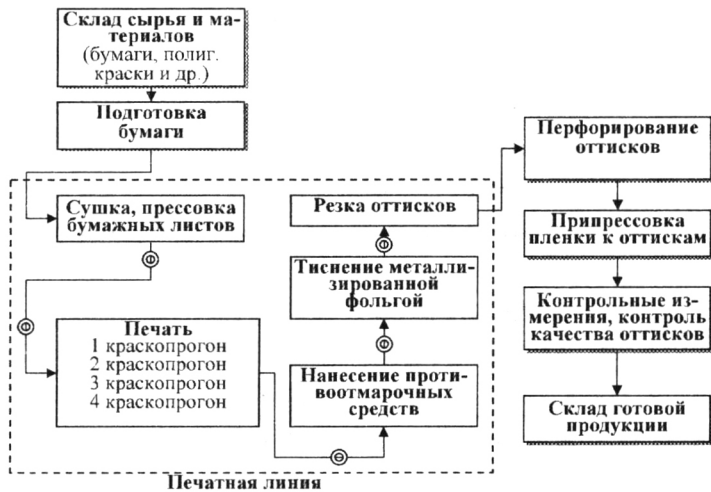 Склад сырья и ма-
териалов
(бумаги, полиг.
краски и др.)
Подготовка
бумаги
Сушка, прессовка
бумажных листов
Печать
1 краскопрогон
2 краскопрогон
3 краскопрогон
4 краскопрогон
Нанесение проти-
воотмарочных
средств
Тиснение металли-
зированной
фольгой
Резка оттисков
Печатная линия
Перфорирование
оттисков
Припрессовка
пленки к оттискам
Контрольные из-
мерения, контроль
качества оттисков
Склад готовой
продукции